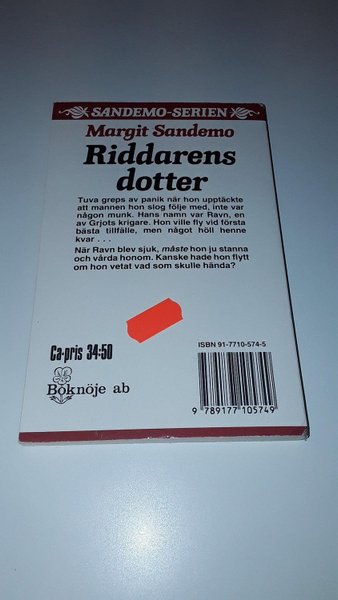 SANDEMO-SERIEN
Margit Sandemo
Riddarens
dotter
Tuva greps av panik när hon upptäckte
att mannen hon slog följe med, inte var
någon munk. Hans namn var Ravn, en
av Grjots krigare. Hon ville fly vid första
bästa tillfälle, men något höll henne
kvar . . .
När Ravn blev sjuk, måste hon ju stanna
och vårda honom. Kanske hade hon flytt
om hon vetat vad som skulle hända?
Ca-pris 34:50
Boknöje ab
ISBN 91-7710-574-5
9 789177 105749